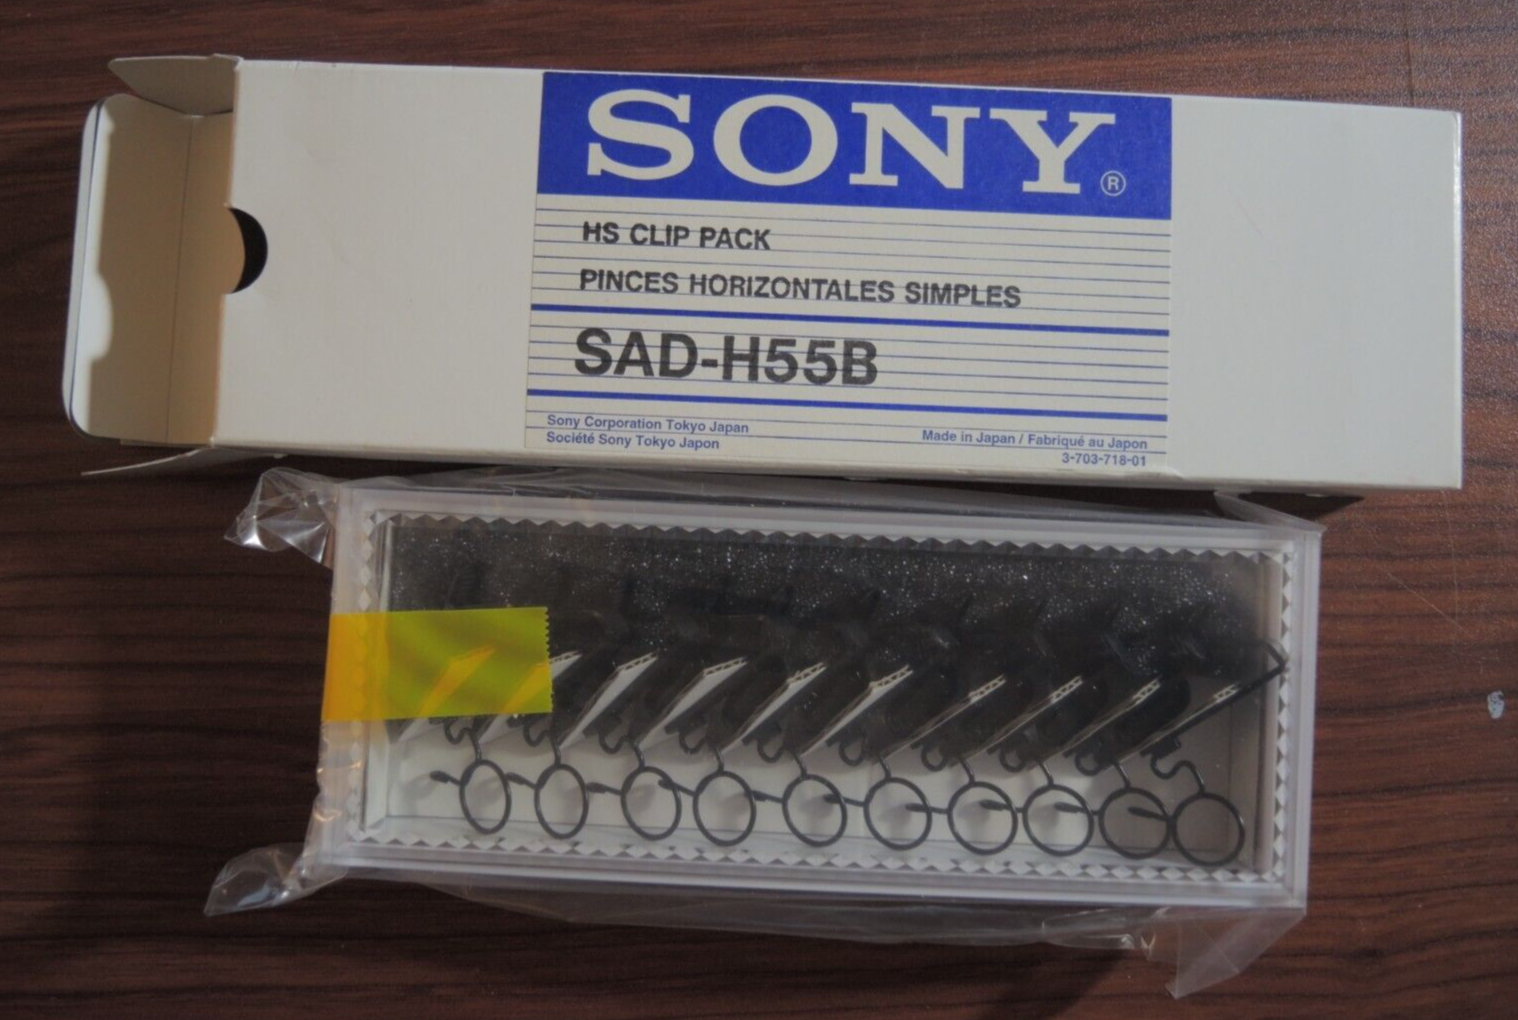 SONY®
HS CLIP PACK
PINCES HORIZONTALES SIMPLES
SAD-H55B
Sony Corporation Tokyo Japan
Société Sony Tokyo Japon
Made in Japan / Fabriqué au Japon
3-703-718-01